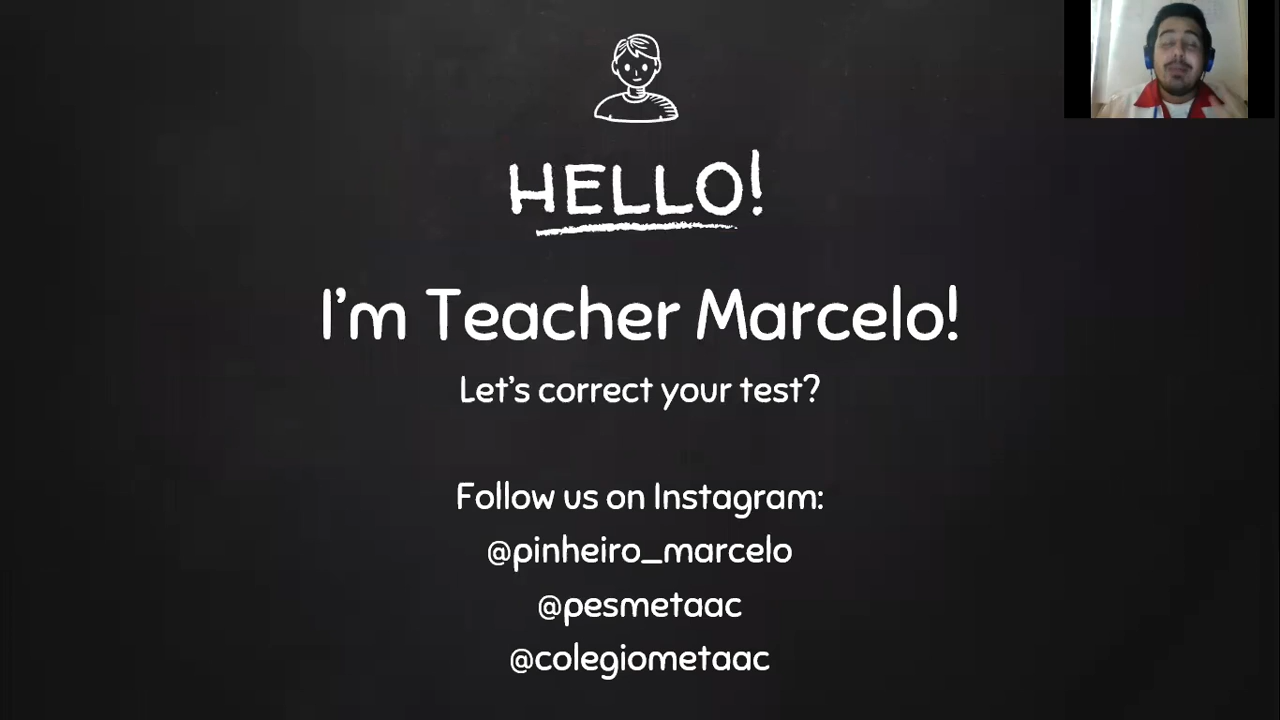 HELLO!
I'm Teacher Marcelo!
Let's correct your test?
Follow us on Instagram:
@pinheiro_marcelo
@pesmetaac
@colegiometaac